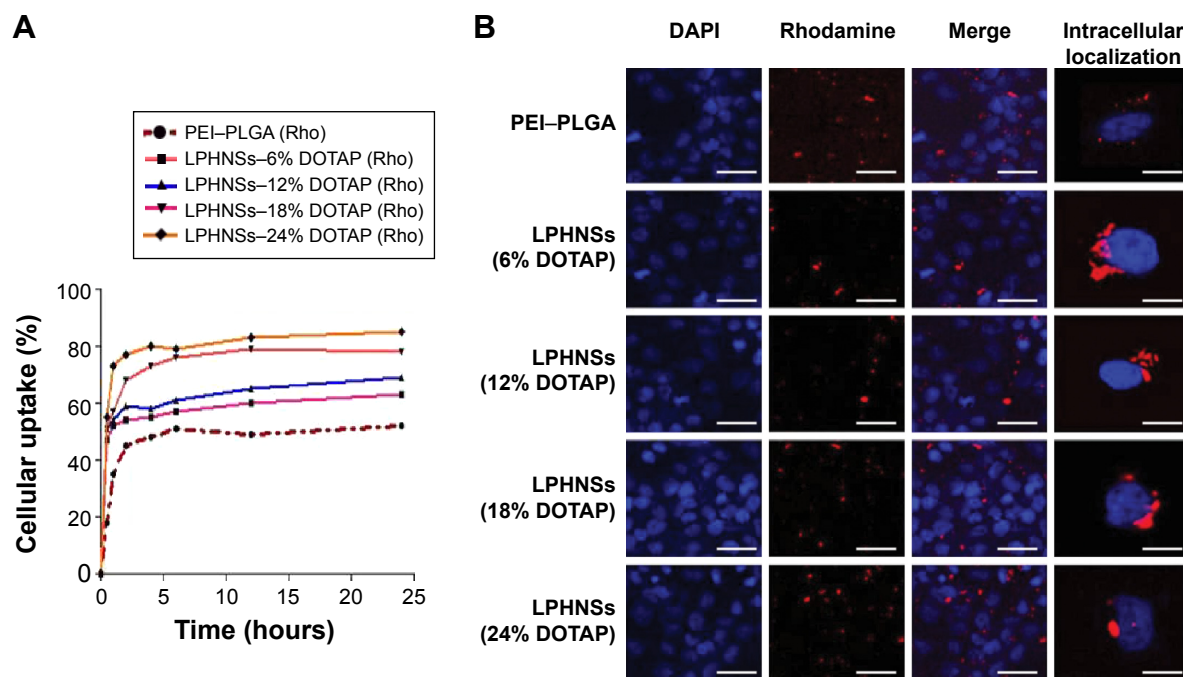 A
PEI–PLGA (Rho)
LPHNSs–6% DOTAP (Rho)
LPHNSs–12% DOTAP (Rho)
LPHNSs–18% DOTAP (Rho)
LPHNSs–24% DOTAP (Rho)
Cellular uptake (%)
100
80
60
40
20
0
0 5 10 15 20 25
Time (hours)
B
DAPI Rhodamine Merge Intracellular
localization
PEI–PLGA
LPHNSs
(6% DOTAP)
LPHNSs
(12% DOTAP)
LPHNSs
(18% DOTAP)
LPHNSs
(24% DOTAP)